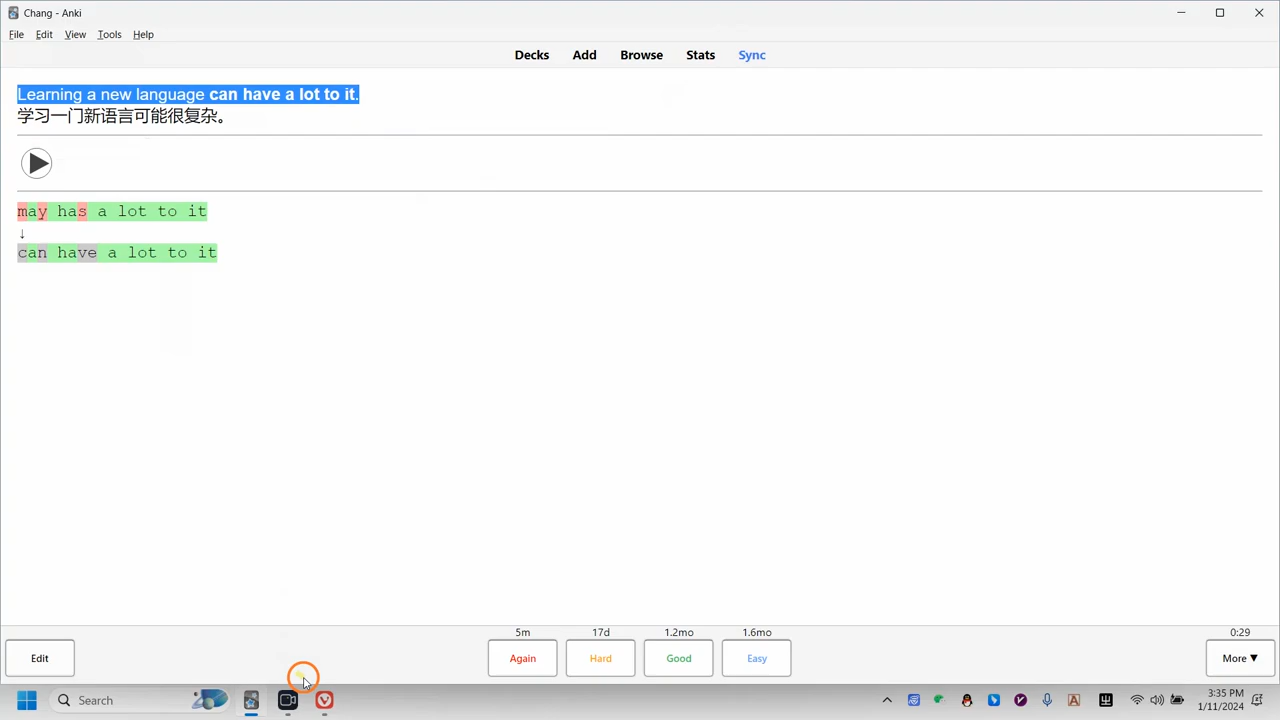 Chang - Anki
File Edit View Tools Help
Decks Add Browse Stats Sync
Learning a new language can have a lot to it.
学习一门新语言可能很复杂。
may has a lot to it
↓
can have a lot to it
5m 17d 1.2mo 1.6mo 0:29
Edit Again Hard Good Easy More ▼
Search
3:35 PM
1/11/2024